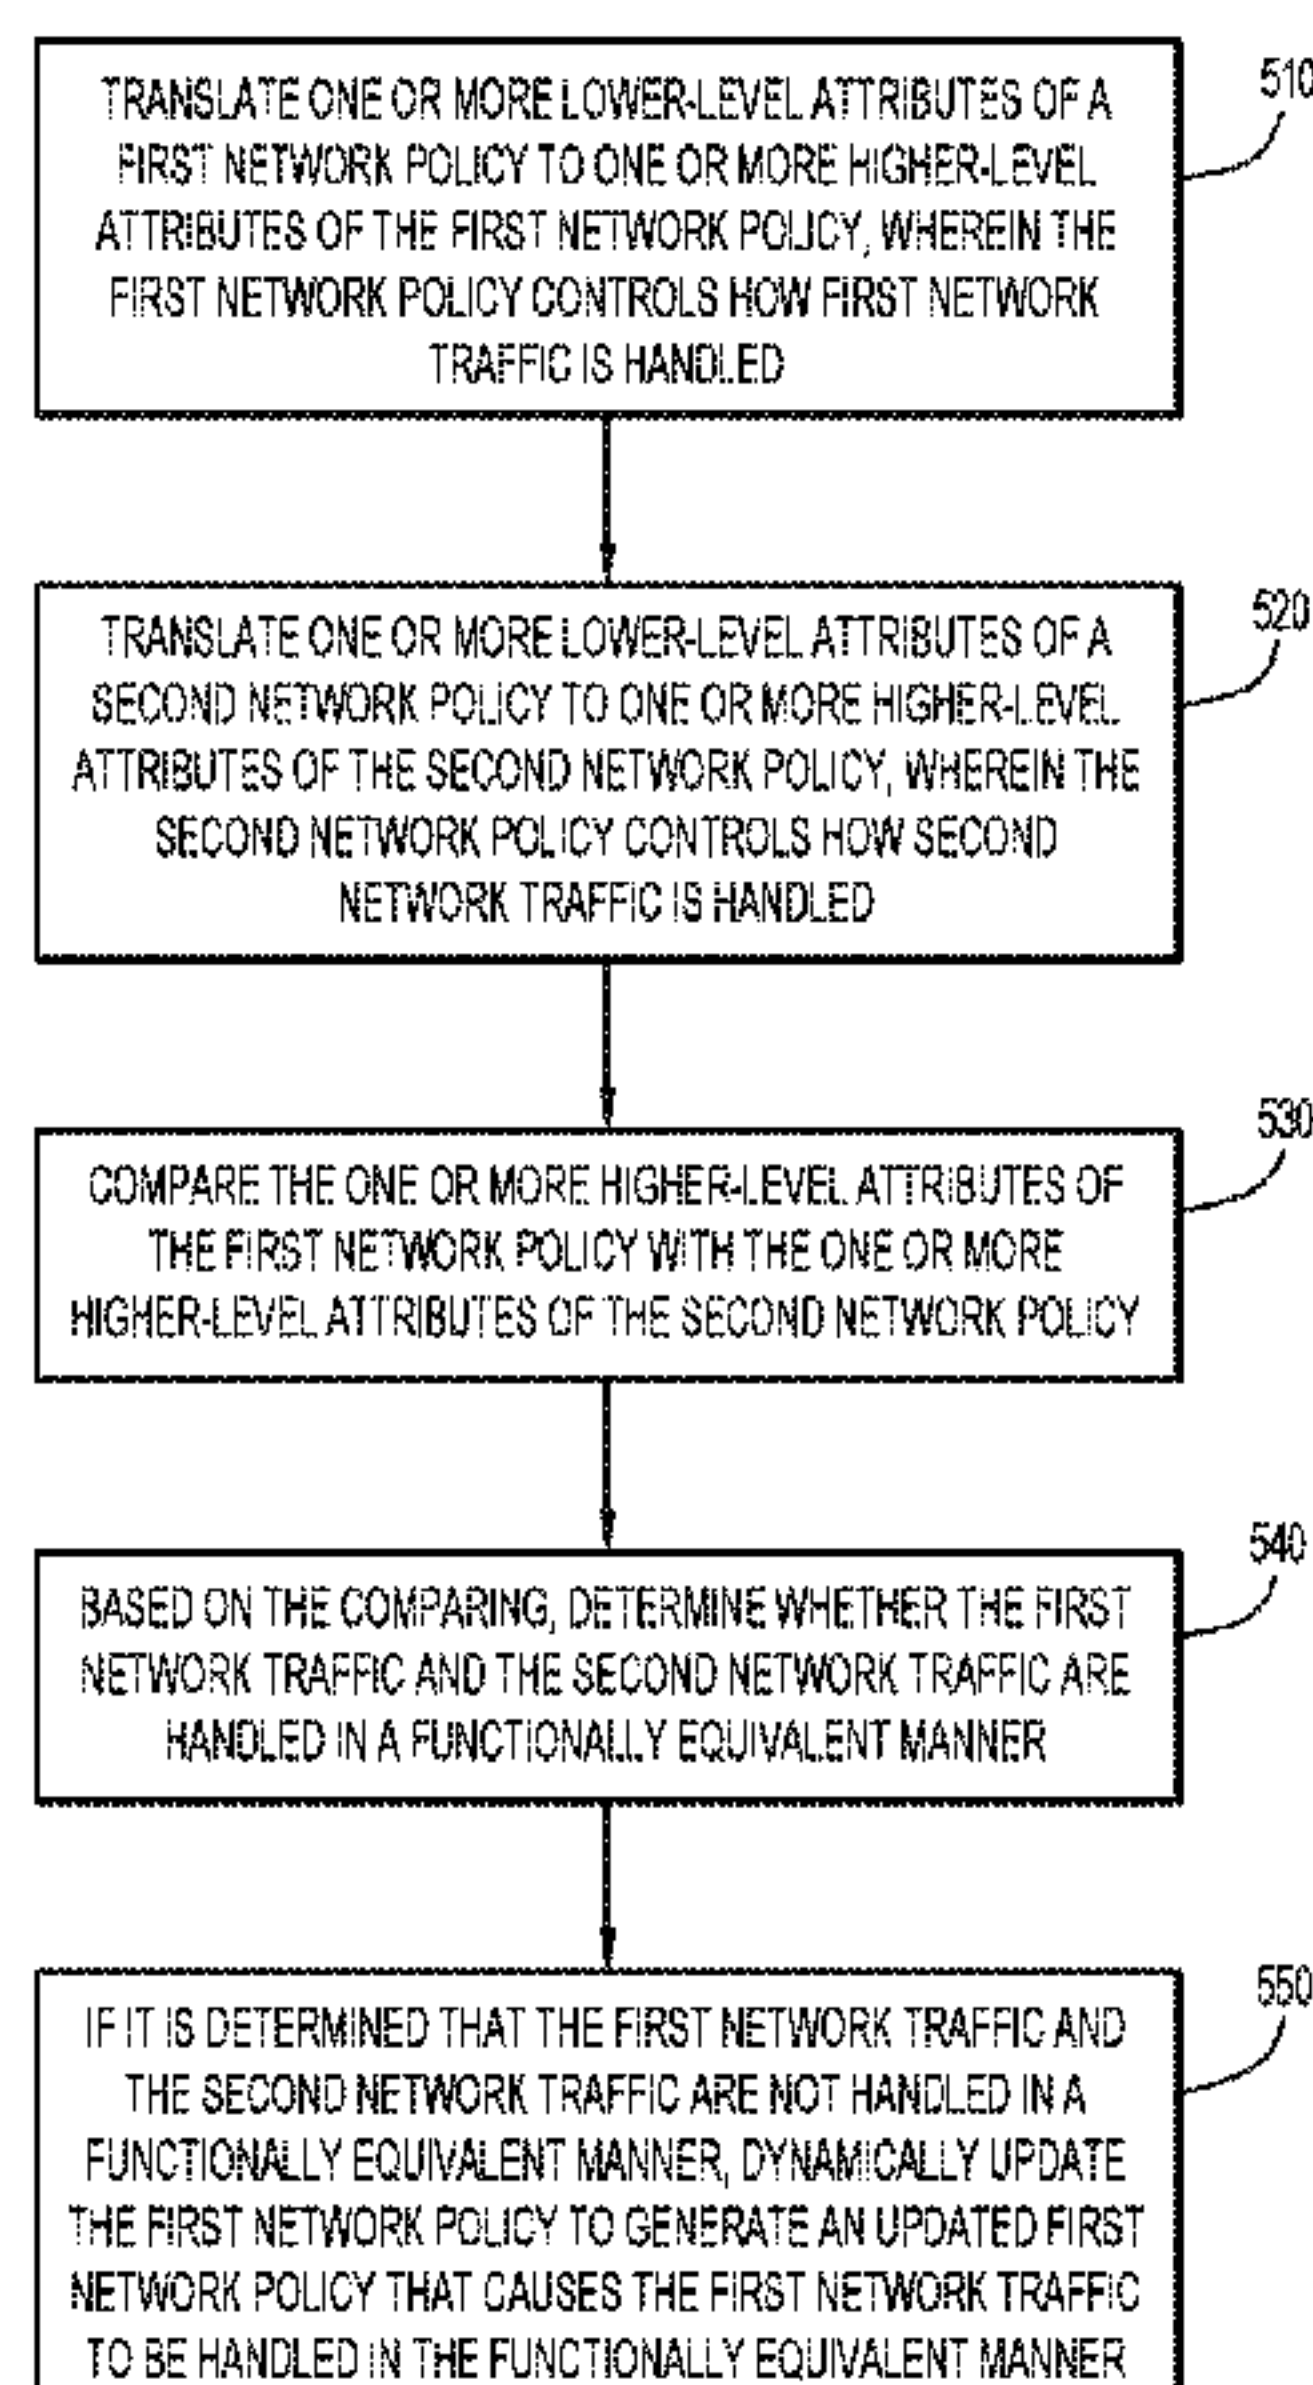 TRANSLATE ONE OR MORE LOWER-LEVEL ATTRIBUTES OF A
FIRST NETWORK POLICY TO ONE OR MORE HIGHER-LEVEL
ATTRIBUTES OF THE FIRST NETWORK POLICY, WHEREIN THE
FIRST NETWORK POLICY CONTROLS HOW FIRST NETWORK
TRAFFIC IS HANDLED
510
TRANSLATE ONE OR MORE LOWER-LEVEL ATTRIBUTES OF A
SECOND NETWORK POLICY TO ONE OR MORE HIGHER-LEVEL
ATTRIBUTES OF THE SECOND NETWORK POLICY, WHEREIN THE
SECOND NETWORK POLICY CONTROLS HOW SECOND
NETWORK TRAFFIC IS HANDLED
520
COMPARE THE ONE OR MORE HIGHER-LEVEL ATTRIBUTES OF
THE FIRST NETWORK POLICY WITH THE ONE OR MORE
HIGHER-LEVEL ATTRIBUTES OF THE SECOND NETWORK POLICY
530
BASED ON THE COMPARING, DETERMINE WHETHER THE FIRST
NETWORK TRAFFIC AND THE SECOND NETWORK TRAFFIC ARE
HANDLED IN A FUNCTIONALLY EQUIVALENT MANNER
540
IF IT IS DETERMINED THAT THE FIRST NETWORK TRAFFIC AND
THE SECOND NETWORK TRAFFIC ARE NOT HANDLED IN A
FUNCTIONALLY EQUIVALENT MANNER, DYNAMICALLY UPDATE
THE FIRST NETWORK POLICY TO GENERATE AN UPDATED FIRST
NETWORK POLICY THAT CAUSES THE FIRST NETWORK TRAFFIC
TO BE HANDLED IN THE FUNCTIONALLY EQUIVALENT MANNER
550